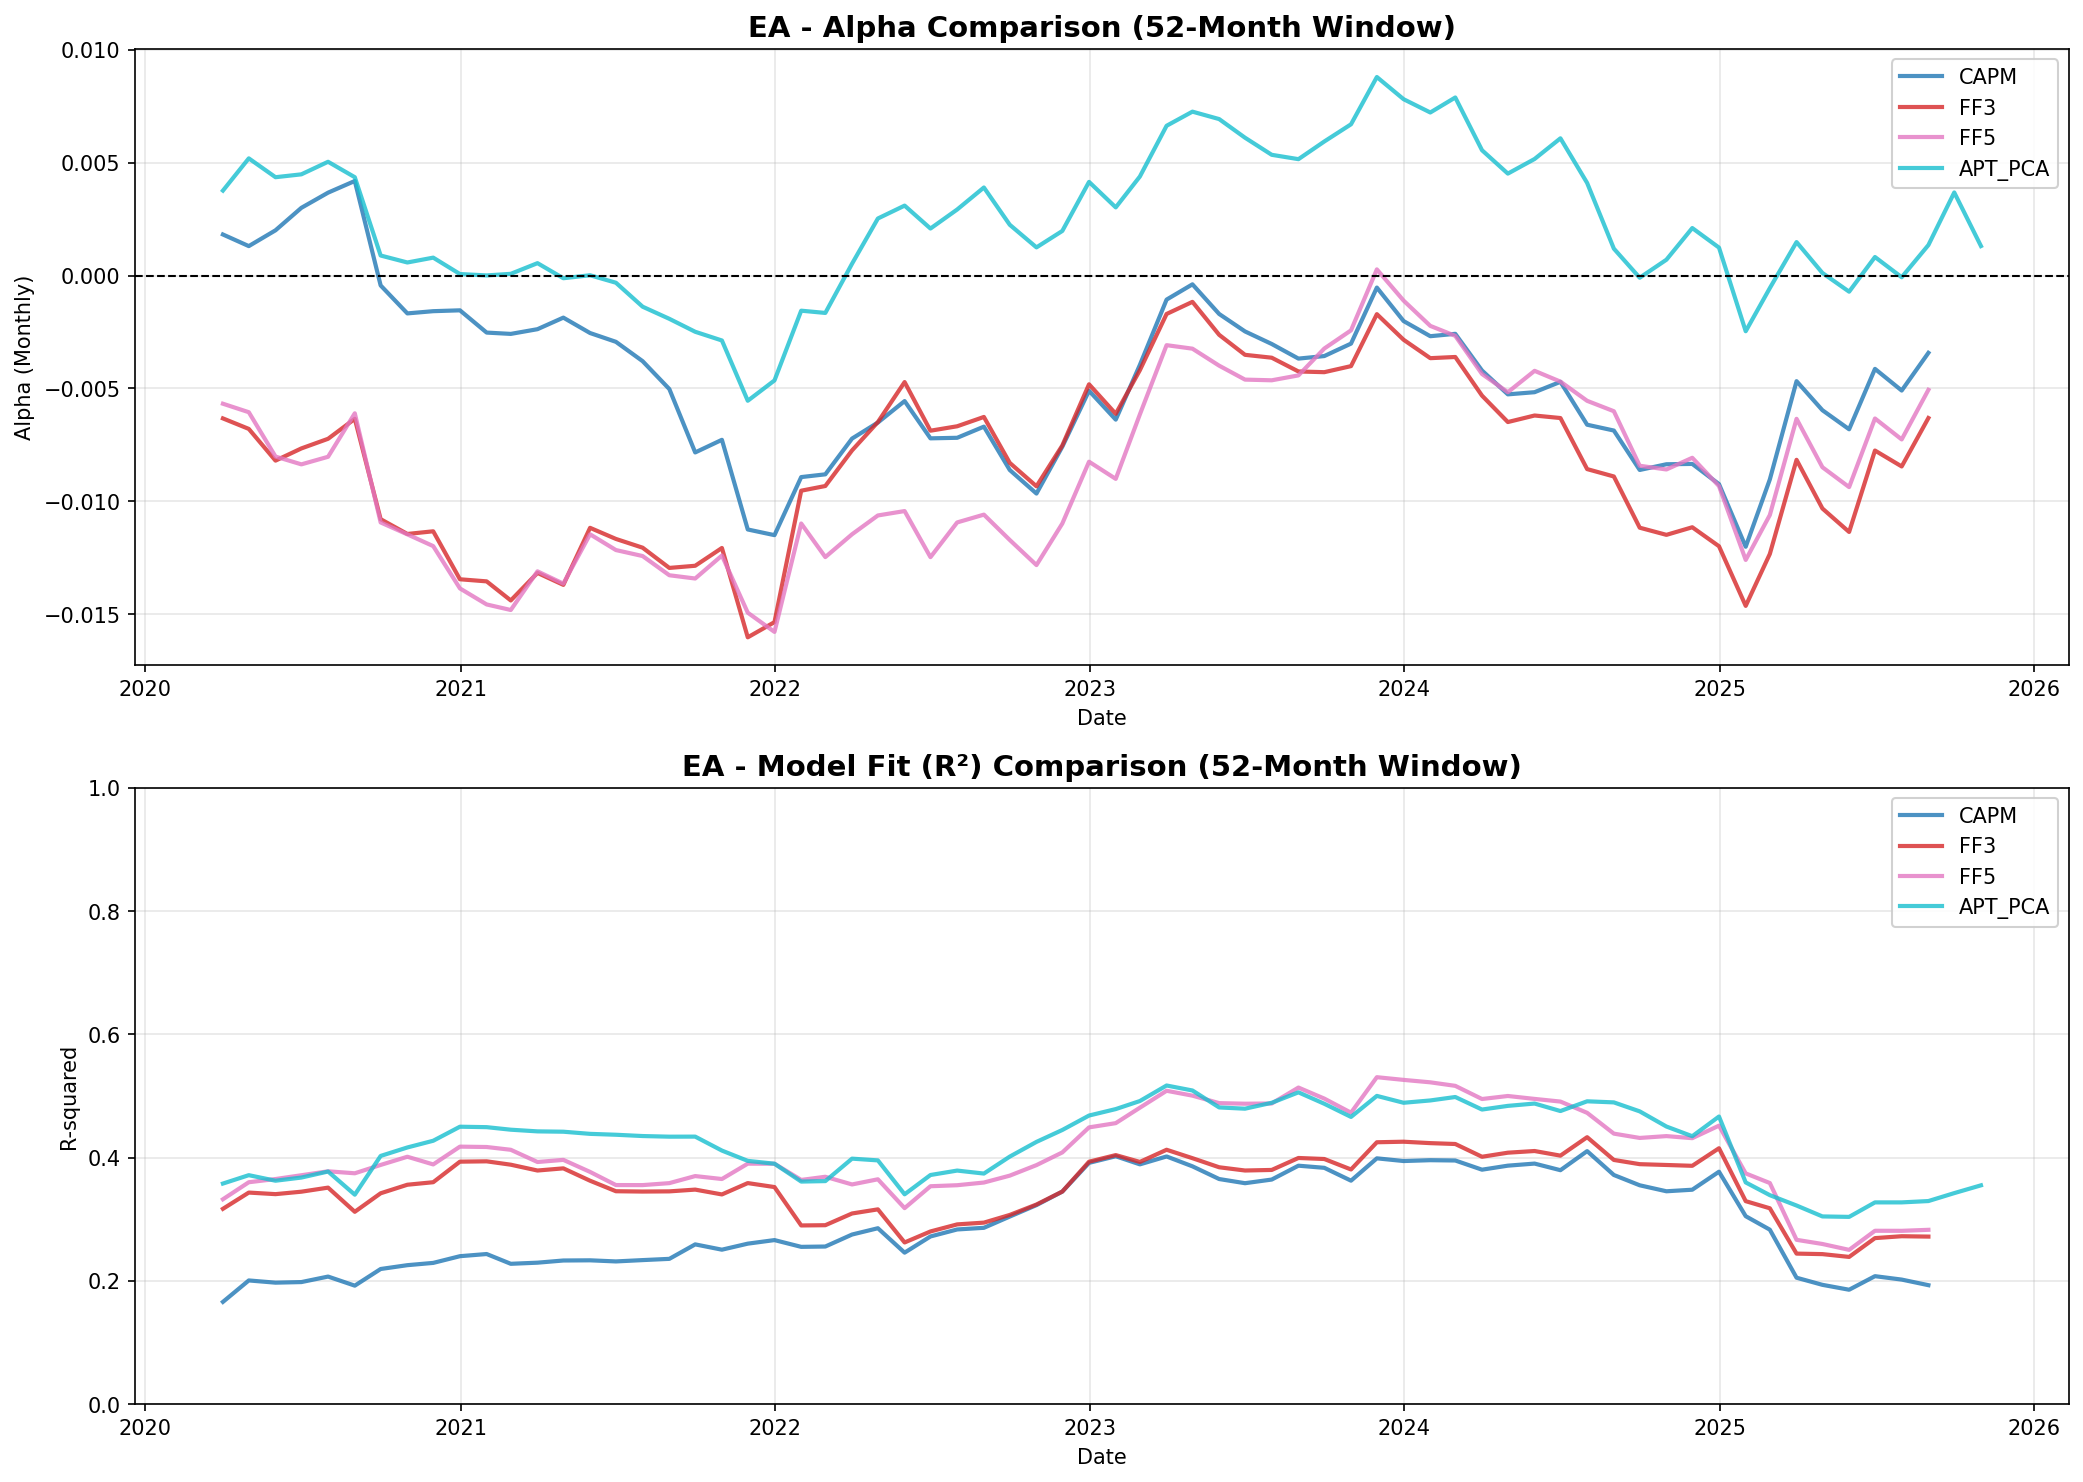 EA - Alpha Comparison (52-Month Window)
0.010
0.005
0.000
−0.005
−0.010
−0.015
Alpha (Monthly)
CAPM
FF3
FF5
APT_PCA
2020
2021
2022
2023
2024
2025
2026
Date
EA - Model Fit (R²) Comparison (52-Month Window)
1.0
0.8
0.6
0.4
0.2
0.0
R-squared
CAPM
FF3
FF5
APT_PCA
2020
2021
2022
2023
2024
2025
2026
Date